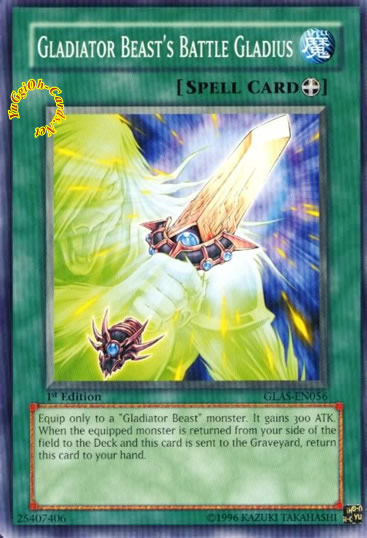 GLADIATOR BEAST'S BATTLE GLADIUS 魔
[SPELL CARD]
YuGgiOh-Cards.Net
1st Edition
GLAS-EN056
Equip only to a "Gladiator Beast" monster. It gains 300 ATK.
When the equipped monster is returned from your side of the
field to the Deck and this card is sent to the Graveyard, return
this card to your hand.
25407406
©1996 KAZUKI TAKAHASHI